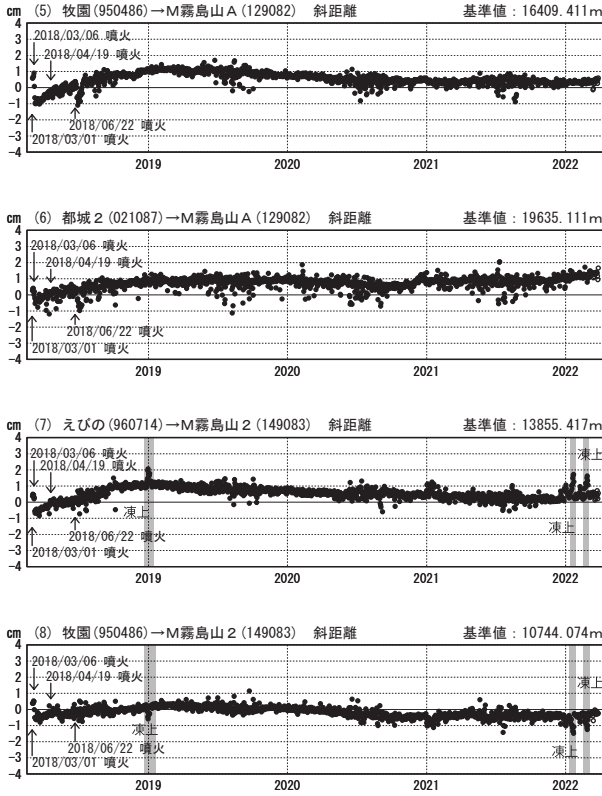 cm (5) 牧園(950486)→M霧島山A(129082) 斜距離 基準値：16409.411m
4
2018/03/06 噴火
3
2018/04/19 噴火
2
1
0
-1
-2
2018/06/22 噴火
-3
2018/03/01 噴火
-4
2019 2020 2021 2022
cm (6) 都城2(021087)→M霧島山A(129082) 斜距離 基準値：19635.111m
4
2018/03/06 噴火
3
2018/04/19 噴火
2
1
0
-1
-2
2018/06/22 噴火
-3
2018/03/01 噴火
-4
2019 2020 2021 2022
cm (7) えびの(960714)→M霧島山2(149083) 斜距離 基準値：13855.417m
4
2018/03/06 噴火 凍上
3
2018/04/19 噴火
2
1
0
凍上
-1
凍上
-2
2018/06/22 噴火
-3
2018/03/01 噴火
-4
2019 2020 2021 2022
cm (8) 牧園(950486)→M霧島山2(149083) 斜距離 基準値：10744.074m
4
2018/03/06 噴火
3
2018/04/19 噴火 凍上
2
1
0
-1
凍上
-2
2018/06/22 噴火 凍上
-3
2018/03/01 噴火
-4
2019 2020 2021 2022